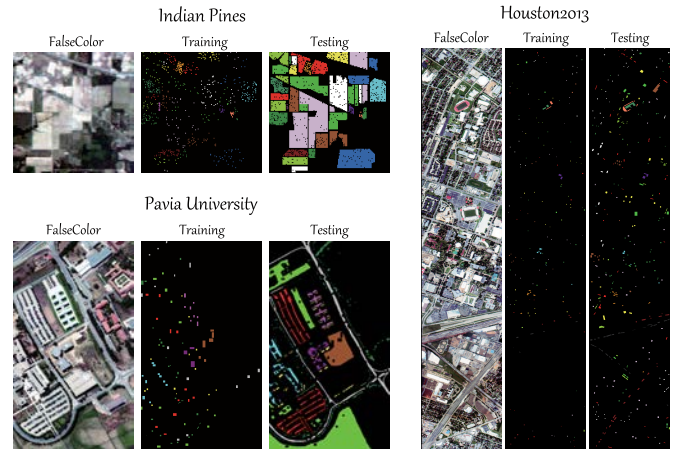 Indian Pines
FalseColor Training Testing
Pavia University
FalseColor Training Testing
Houston2013
FalseColor Training Testing